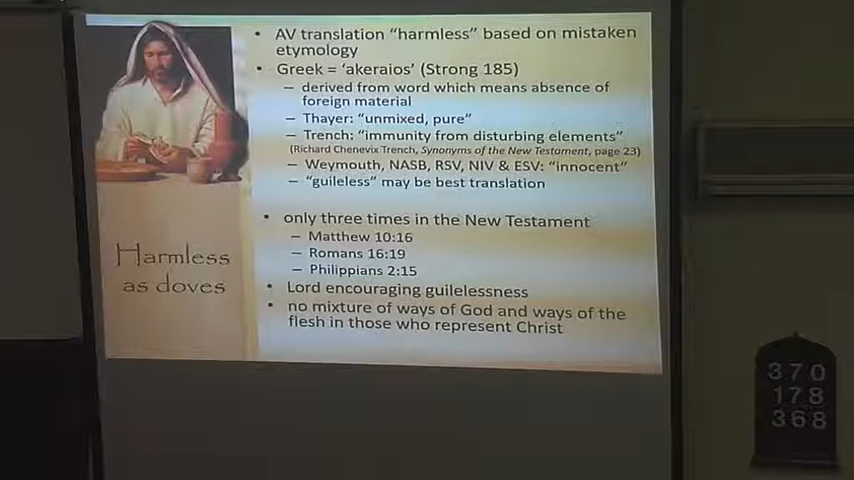 • AV translation "harmless" based on mistaken
etymology
• Greek = 'akeraios' (Strong 185)
– derived from word which means absence of
foreign material
– Thayer: "unmixed, pure"
– Trench: "immunity from disturbing elements"
(Richard Chenevix Trench, Synonyms of the New Testament, page 23)
– Weymouth, NASB, RSV, NIV & ESV: "innocent"
– "guileless" may be best translation
• only three times in the New Testament
– Matthew 10:16
– Romans 16:19
– Philippians 2:15
• Lord encouraging guilelessness
• no mixture of ways of God and ways of the
flesh in those who represent Christ
Harmless
as doves
370
178
368